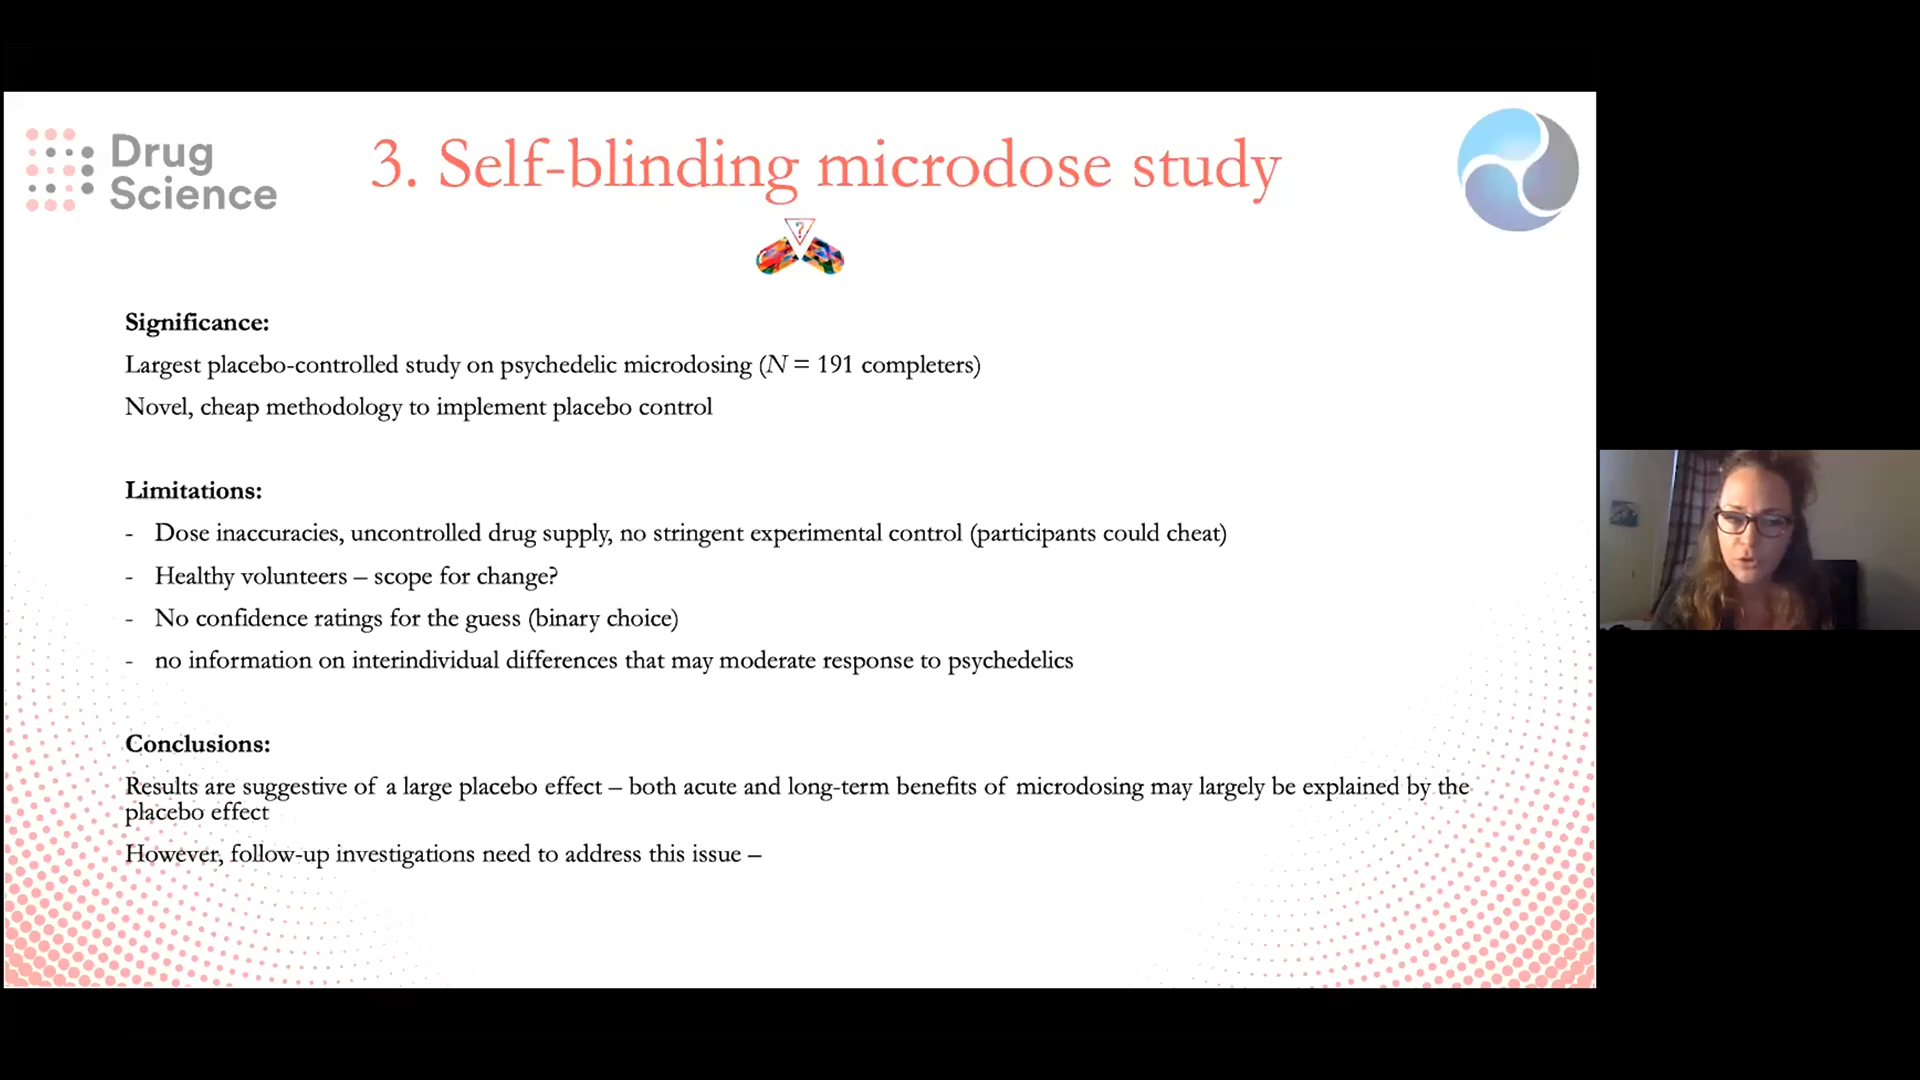 Drug
Science
3. Self-blinding microdose study
?
Significance:
Largest placebo-controlled study on psychedelic microdosing (N = 191 completers)
Novel, cheap methodology to implement placebo control
Limitations:
- Dose inaccuracies, uncontrolled drug supply, no stringent experimental control (participants could cheat)
- Healthy volunteers – scope for change?
- No confidence ratings for the guess (binary choice)
- no information on interindividual differences that may moderate response to psychedelics
Conclusions:
Results are suggestive of a large placebo effect – both acute and long-term benefits of microdosing may largely be explained by the
placebo effect
However, follow-up investigations need to address this issue –